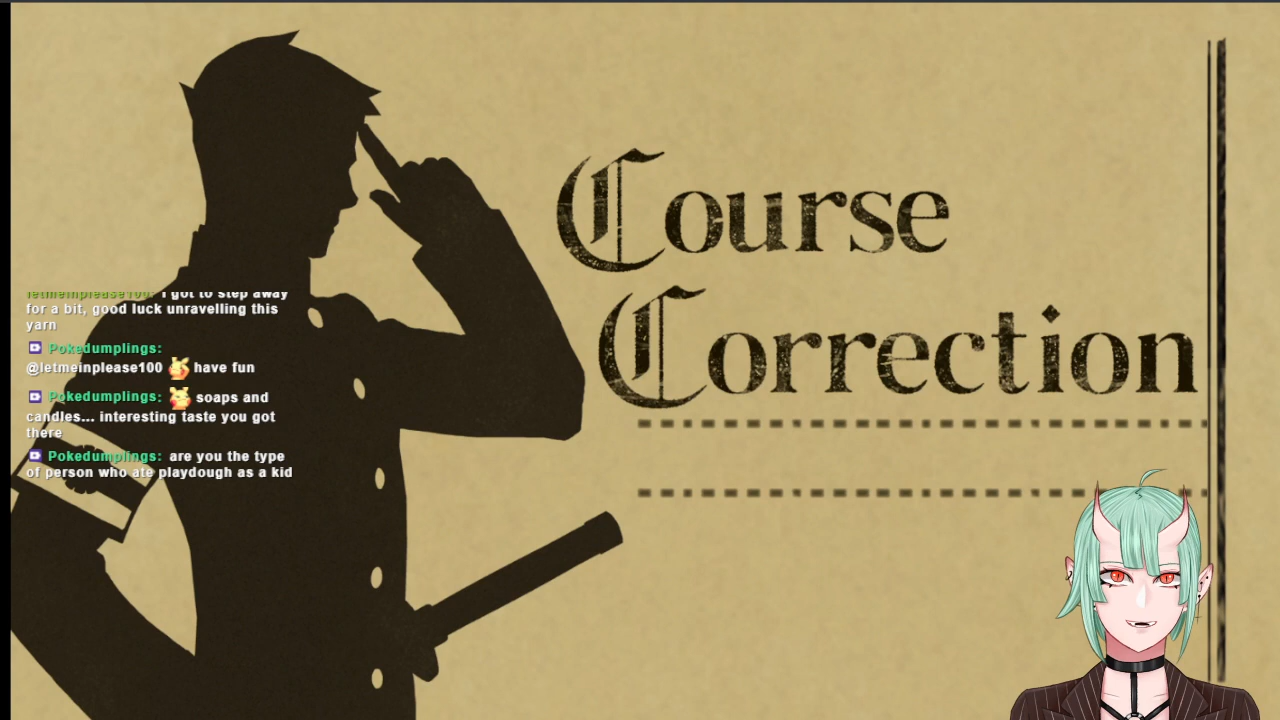 Course
Correction
letmeinplease100: I got to step away
for a bit, good luck unravelling this
yarn
Pokedumplings:
@letmeinplease100 have fun
Pokedumplings: soaps and
candles... interesting taste you got
there
Pokedumplings: are you the type
of person who ate playdough as a kid